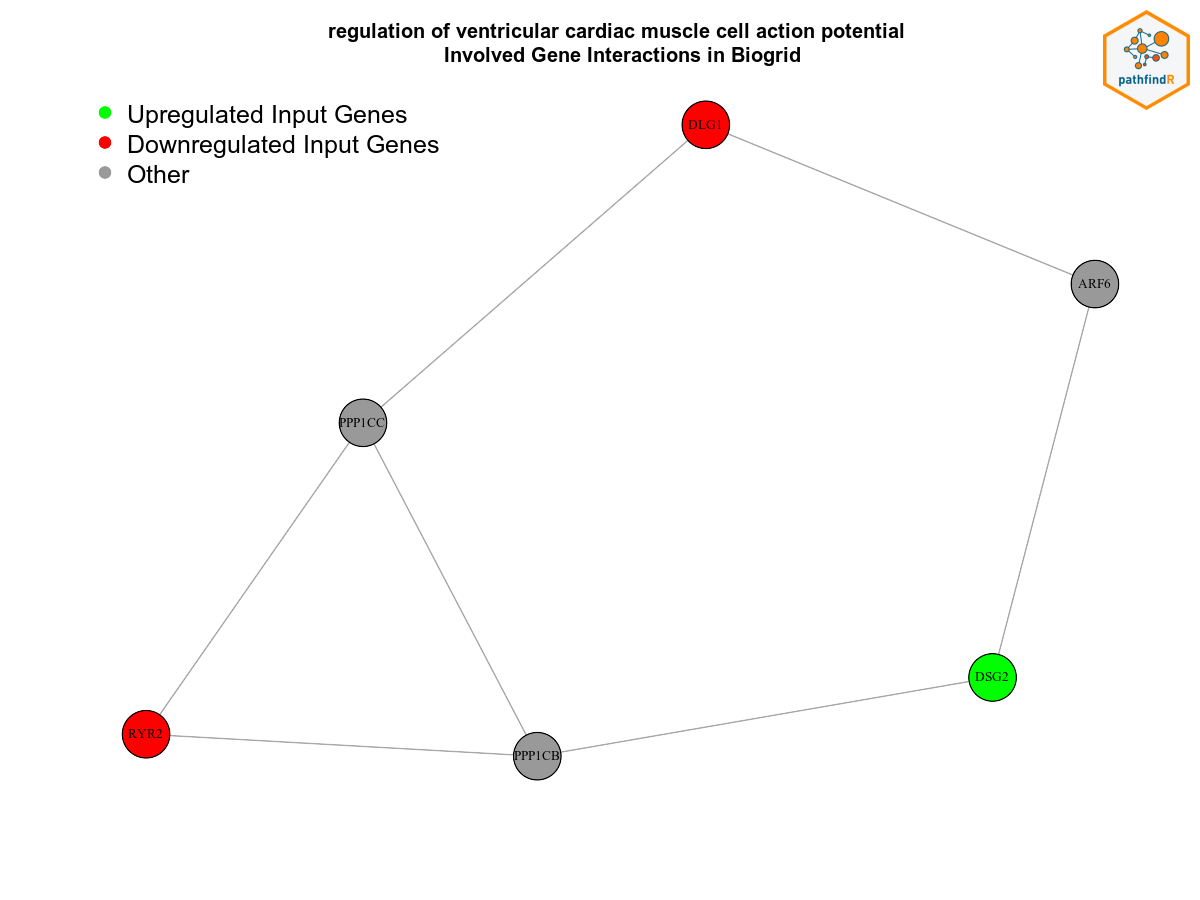 regulation of ventricular cardiac muscle cell action potential
Involved Gene Interactions in Biogrid
pathfindR
Upregulated Input Genes
Downregulated Input Genes
Other
DLG1
ARF6
PPP1CC
DSG2
RYR2
PPP1CB